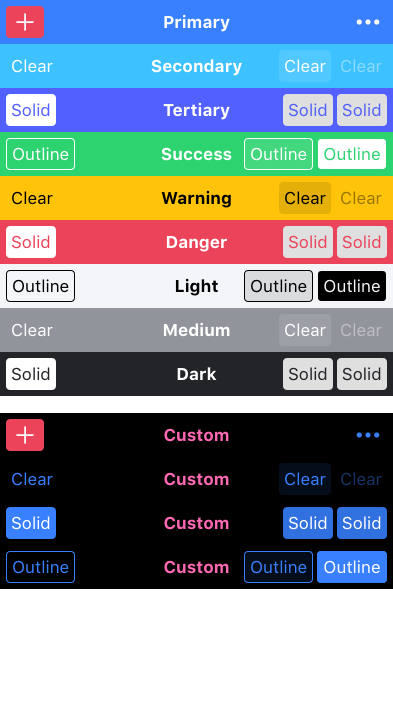 Primary
Clear Secondary Clear Clear
Solid Tertiary Solid Solid
Outline Success Outline Outline
Clear Warning Clear Clear
Solid Danger Solid Solid
Outline Light Outline Outline
Clear Medium Clear Clear
Solid Dark Solid Solid
Custom
Clear Custom Clear Clear
Solid Custom Solid Solid
Outline Custom Outline Outline